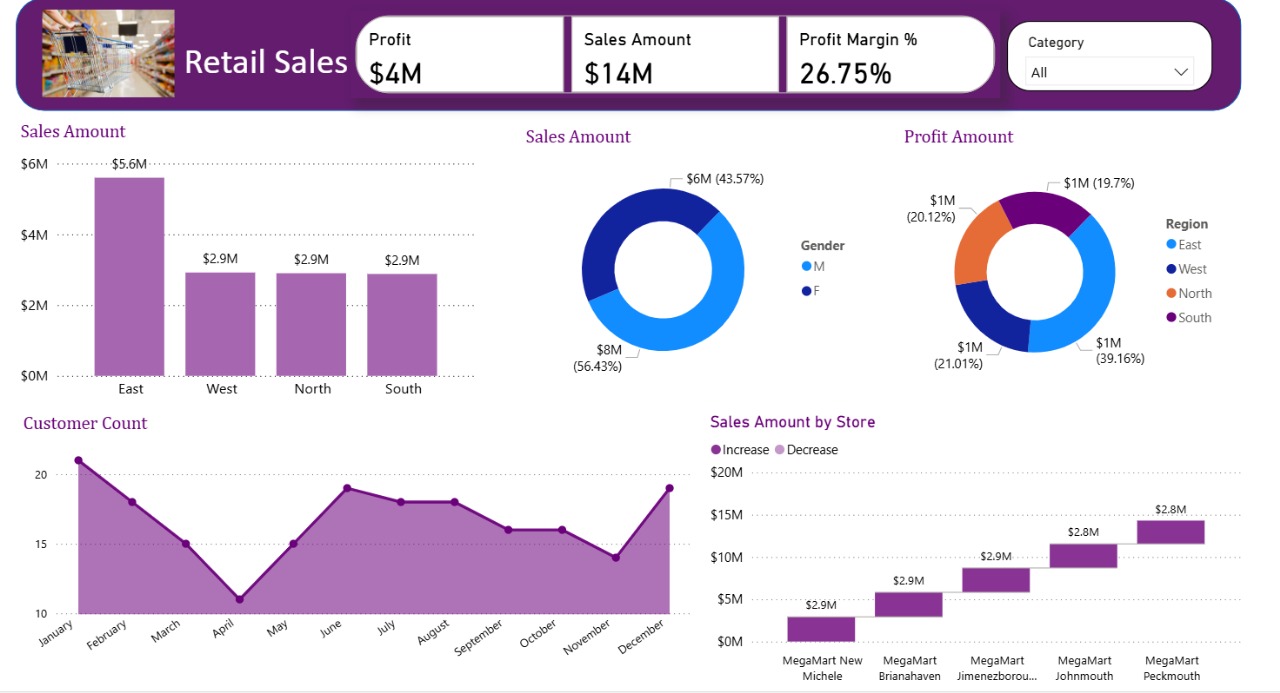 Retail Sales
Profit
$4M
Sales Amount
$14M
Profit Margin %
26.75%
Category
All
Sales Amount
$6M
$4M
$2M
$0M
$5.6M
$2.9M
$2.9M
$2.9M
East
West
North
South
Sales Amount
$6M (43.57%)
$8M
(56.43%)
Gender
M
F
Profit Amount
$1M (19.7%)
$1M
(20.12%)
$1M
(21.01%)
$1M
(39.16%)
Region
East
West
North
South
Customer Count
20
15
10
January
February
March
April
May
June
July
August
September
October
November
December
Sales Amount by Store
Increase
Decrease
$20M
$15M
$10M
$5M
$0M
$2.9M
$2.9M
$2.9M
$2.8M
$2.8M
MegaMart New
Michele
MegaMart
Brianahaven
MegaMart
Jimenezborou...
MegaMart
Johnmouth
MegaMart
Peckmouth